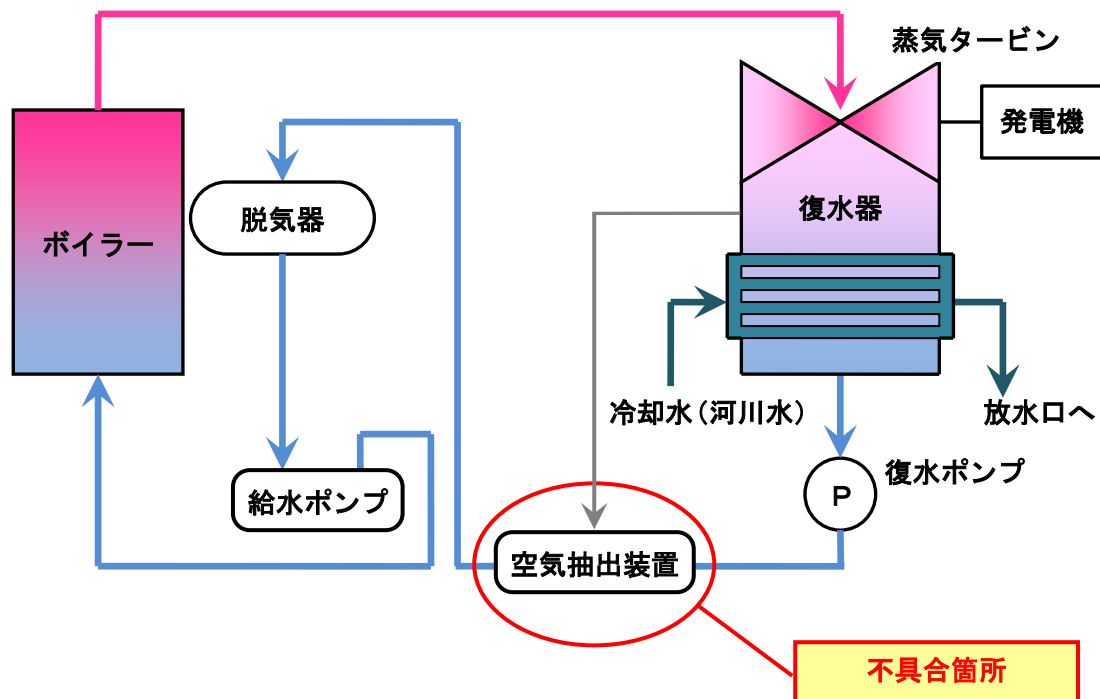 蒸気タービン
発電機
復水器
脱気器
ボイラー
冷却水(河川水)
放水口へ
復水ポンプ
P
給水ポンプ
空気抽出装置
不具合箇所